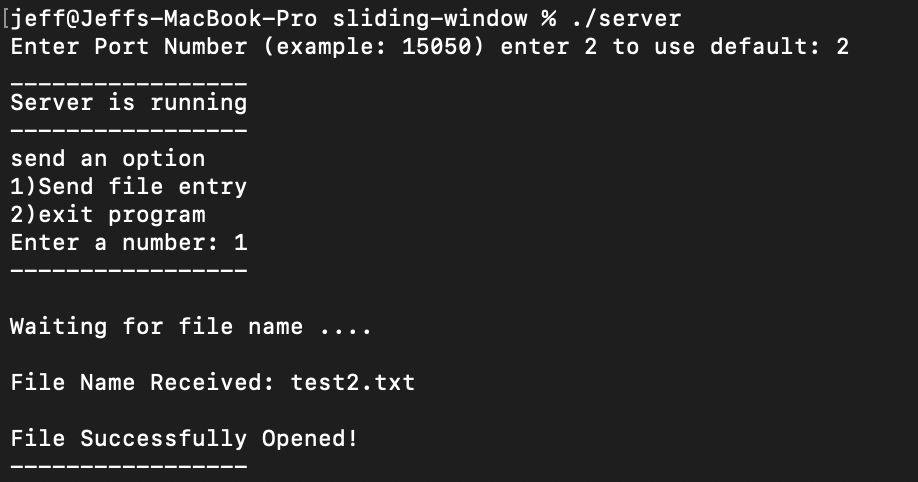 [jeff@Jeffs-MacBook-Pro sliding-window % ./server
Enter Port Number (example: 15050) enter 2 to use default: 2
_________________
Server is running
-----------------
send an option
1)Send file entry
2)exit program
Enter a number: 1
-----------------
Waiting for file name ....
File Name Received: test2.txt
File Successfully Opened!
-----------------